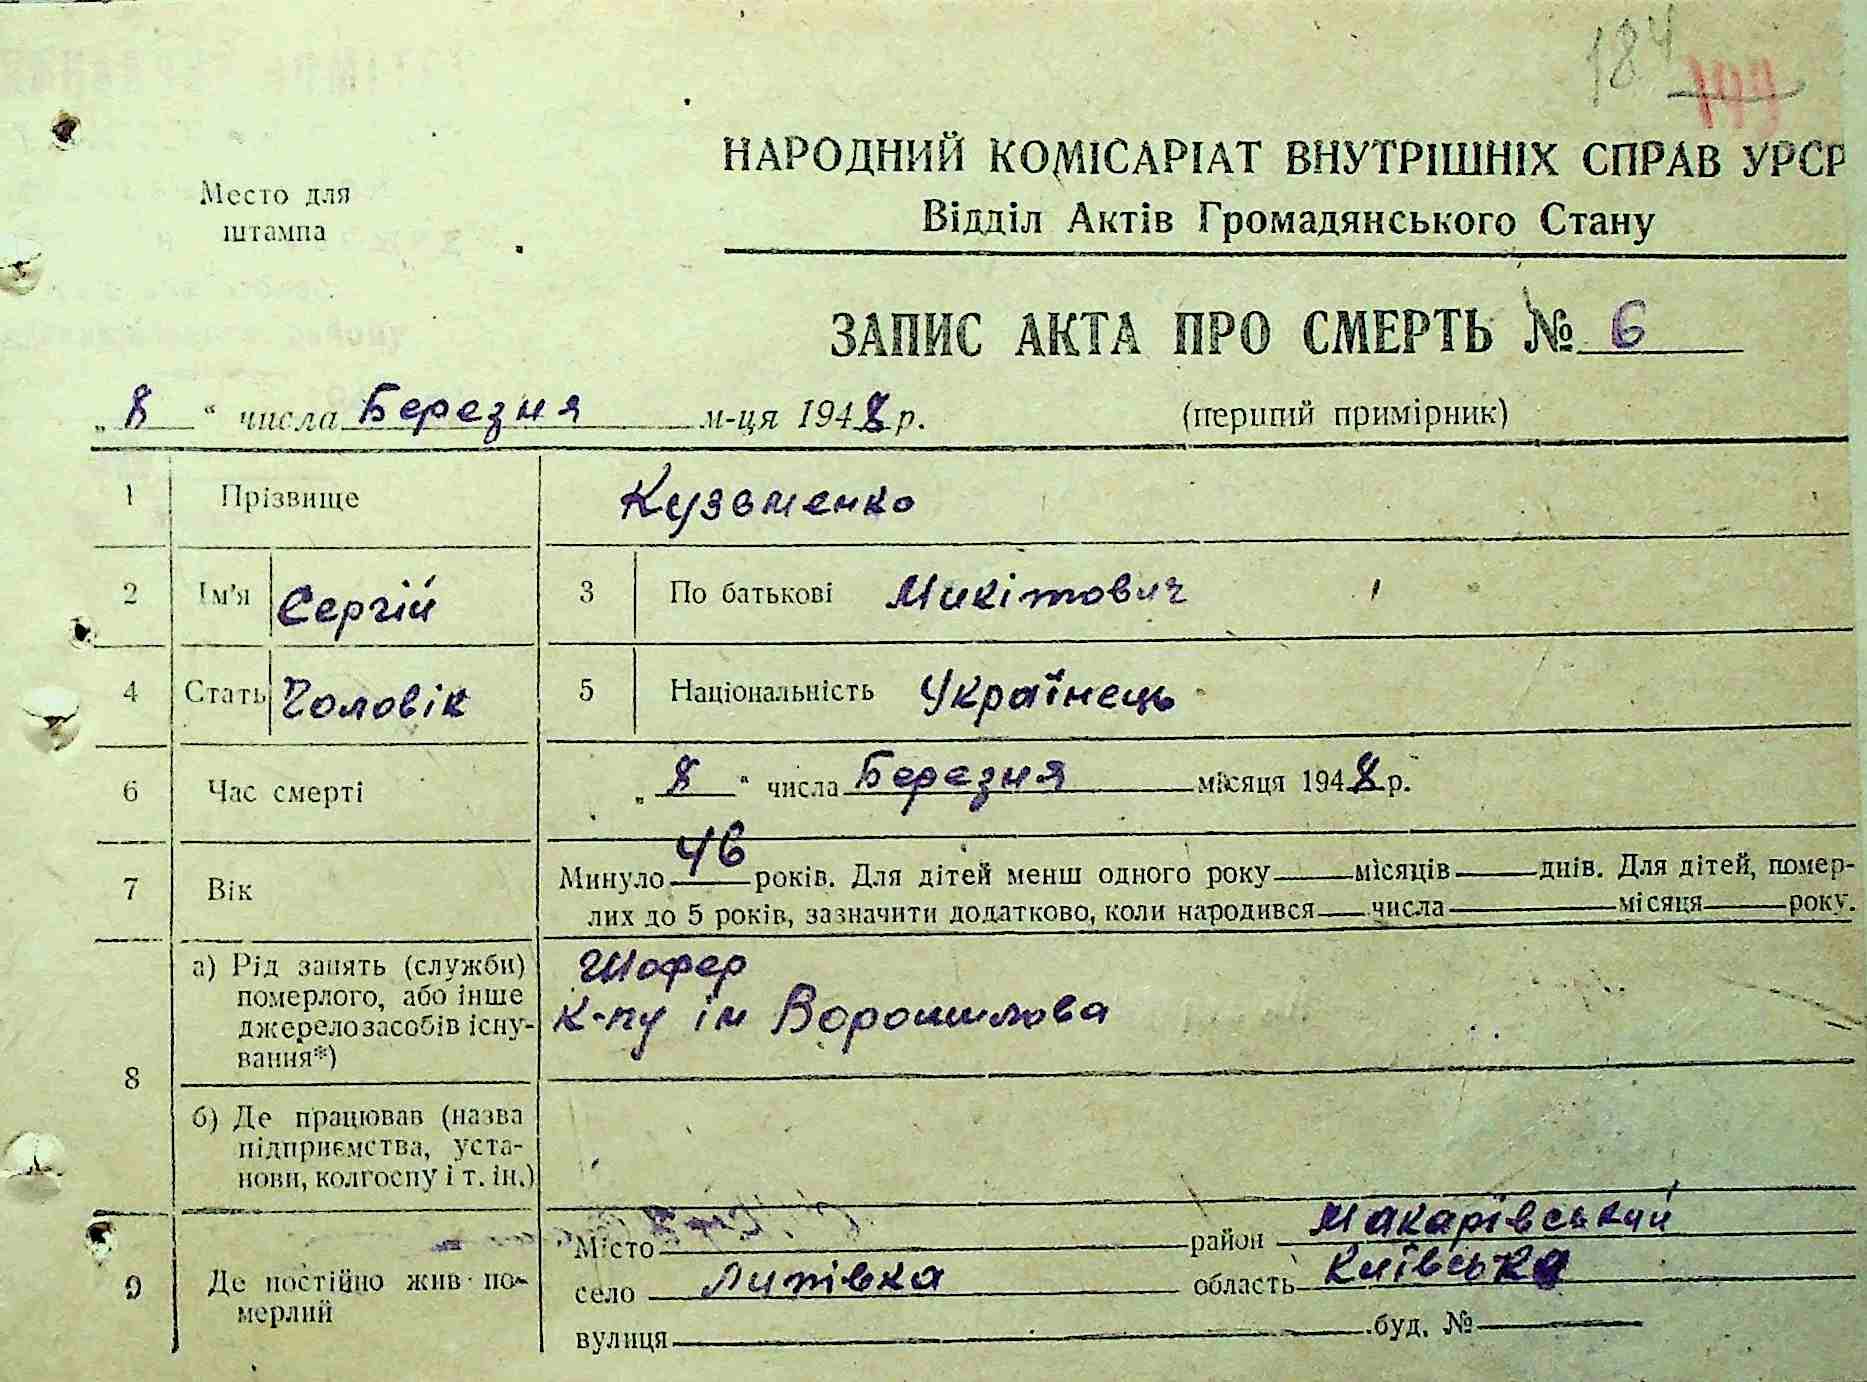 184 144
НАРОДНИЙ КОМІСАРІАТ ВНУТРІШНІХ СПРАВ УРСР
Відділ Актів Громадянського Стану
Место для
штампа
ЗАПИС АКТА ПРО СМЕРТЬ № 6
„ 8 “ числа Березня м-ця 1948 р.
(перший примірник)
1 Прізвище Кузьменко
2 Ім'я Сергій 3 По батькові Микітович
4 Стать Чоловік 5 Національність Українець
6 Час смерті „ 8 “ числа Березня місяця 1948 р.
7 Вік Минуло 46 років. Для дітей менш одного року місяців днів. Для дітей, помер-
лих до 5 років, зазначити додатково, коли народився числа місяця року.
8 а) Рід занять (служби)
померлого, або інше
джерело засобів існу-
вання*)
Шофер
к-пу ім Ворошилова
б) Де працював (назва
підприємства, уста-
нови, колгоспу і т. ін.)
9 Де постійно жив по-
мерлий
Місто район Макарівський
село Липівка область Київська
вулиця буд. №